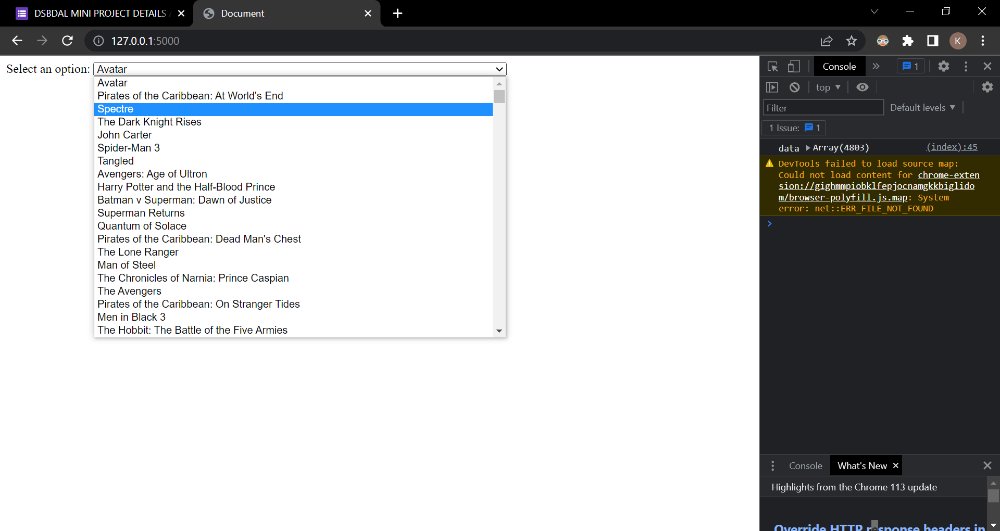 DSBDAL MINI PROJECT DETAILS
Document
127.0.0.1:5000
K
Select an option: Avatar
Avatar
Pirates of the Caribbean: At World's End
Spectre
The Dark Knight Rises
John Carter
Spider-Man 3
Tangled
Avengers: Age of Ultron
Harry Potter and the Half-Blood Prince
Batman v Superman: Dawn of Justice
Superman Returns
Quantum of Solace
Pirates of the Caribbean: Dead Man's Chest
The Lone Ranger
Man of Steel
The Chronicles of Narnia: Prince Caspian
The Avengers
Pirates of the Caribbean: On Stranger Tides
Men in Black 3
The Hobbit: The Battle of the Five Armies
Console
1
top
Filter
Default levels
1 Issue: 1
data Array(4803) (index):45
DevTools failed to load source map:
Could not load content for chrome-exten
sion://gighmmpiobklfepjocnamgkkbiglido
m/browser-polyfill.js.map: System
error: net::ERR_FILE_NOT_FOUND
Console
What's New
Highlights from the Chrome 113 update
Override HTTP response headers in